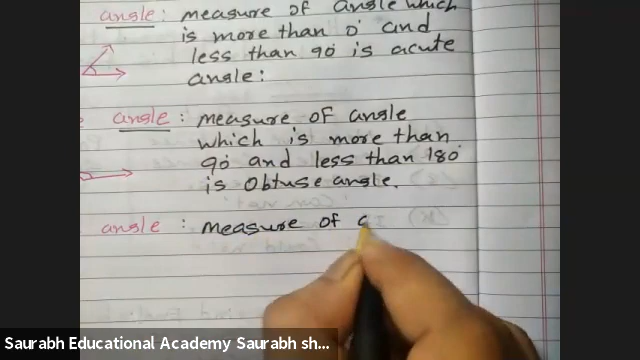 angle : measure of angle which
is more than 0° and
less than 90° is acute
angle:
angle : measure of angle
which is more than
90° and less than 180°
is obtuse angle.
angle : measure of a
Saurabh Educational Academy Saurabh sh...